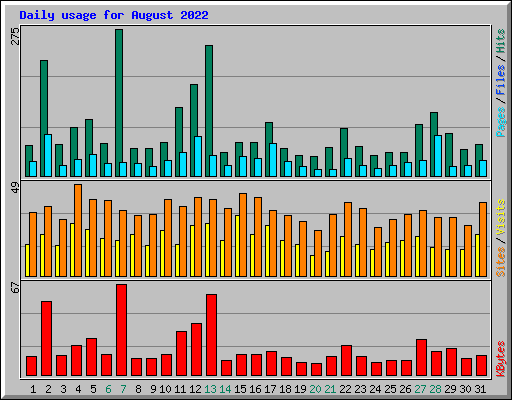 Daily usage for August 2022
275
Pages / Files / Hits
49
Sites / Visits
67
KBytes
1 2 3 4 5 6 7 8 9 10 11 12 13 14 15 16 17 18 19 20 21 22 23 24 25 26 27 28 29 30 31